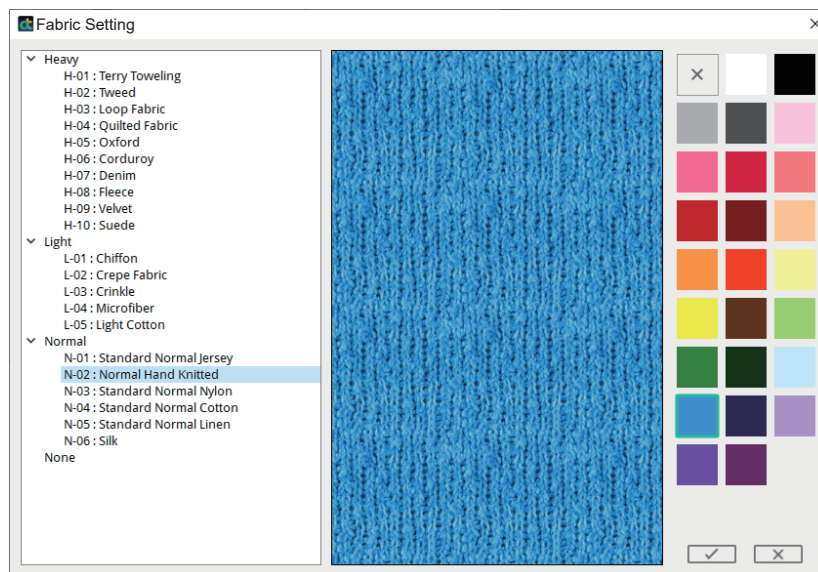 dt Fabric Setting
Heavy
H-01 : Terry Toweling
H-02 : Tweed
H-03 : Loop Fabric
H-04 : Quilted Fabric
H-05 : Oxford
H-06 : Corduroy
H-07 : Denim
H-08 : Fleece
H-09 : Velvet
H-10 : Suede
Light
L-01 : Chiffon
L-02 : Crepe Fabric
L-03 : Crinkle
L-04 : Microfiber
L-05 : Light Cotton
Normal
N-01 : Standard Normal Jersey
N-02 : Normal Hand Knitted
N-03 : Standard Normal Nylon
N-04 : Standard Normal Cotton
N-05 : Standard Normal Linen
N-06 : Silk
None